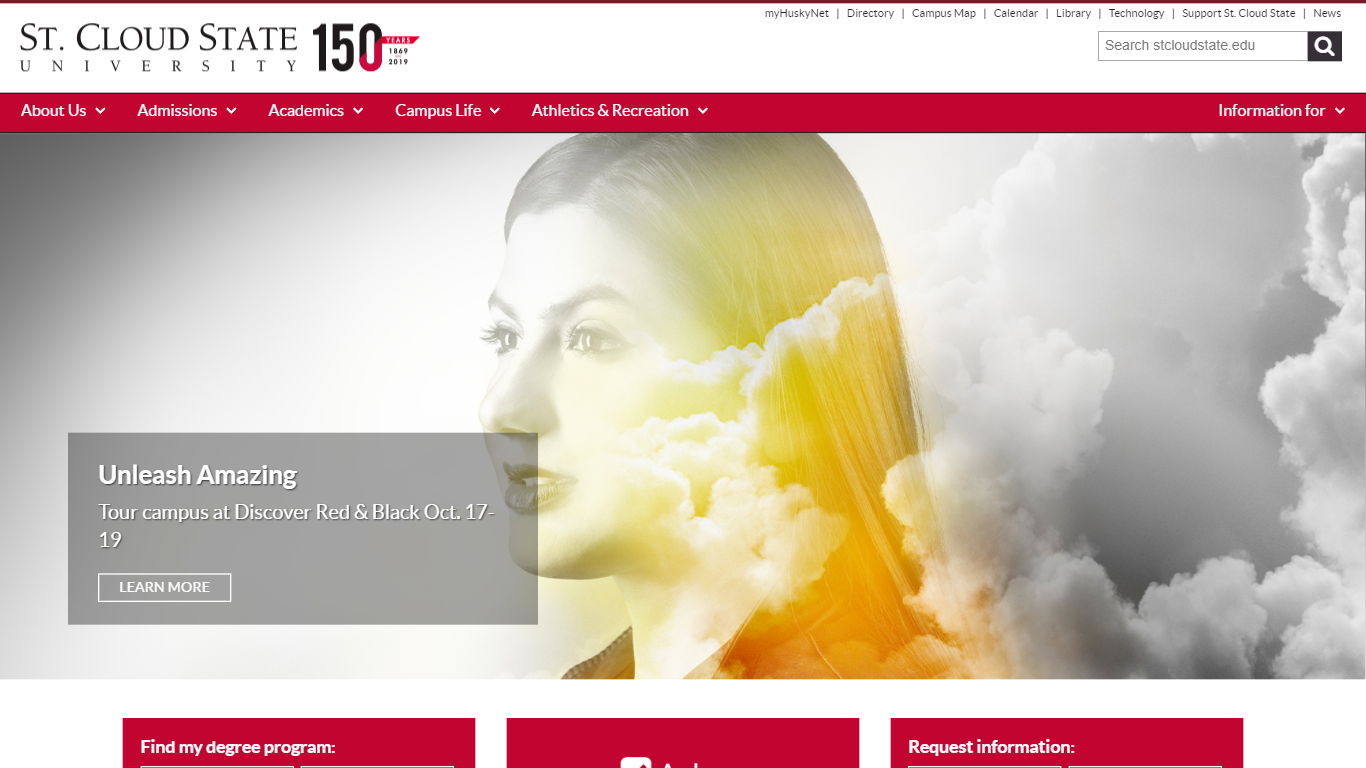 myHuskyNet | Directory | Campus Map | Calendar | Library | Technology | Support St. Cloud State | News
ST. CLOUD STATE
UNIVERSITY
150 YEARS
1869
2019
Search stcloudstate.edu
About Us
Admissions
Academics
Campus Life
Athletics & Recreation
Information for
Unleash Amazing
Tour campus at Discover Red & Black Oct. 17-
19
LEARN MORE
Find my degree program:
Request information: